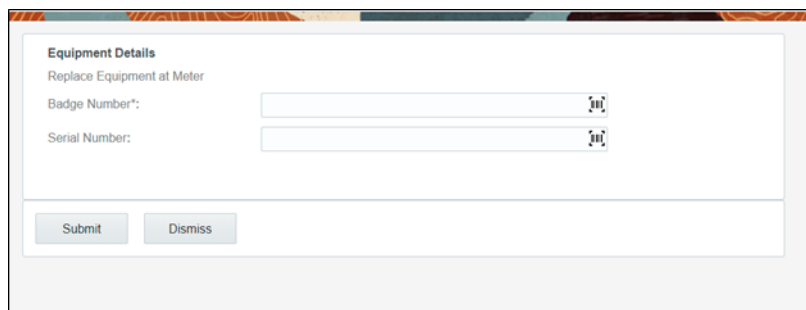 Equipment Details
Replace Equipment at Meter
Badge Number*:
Serial Number:
Submit Dismiss